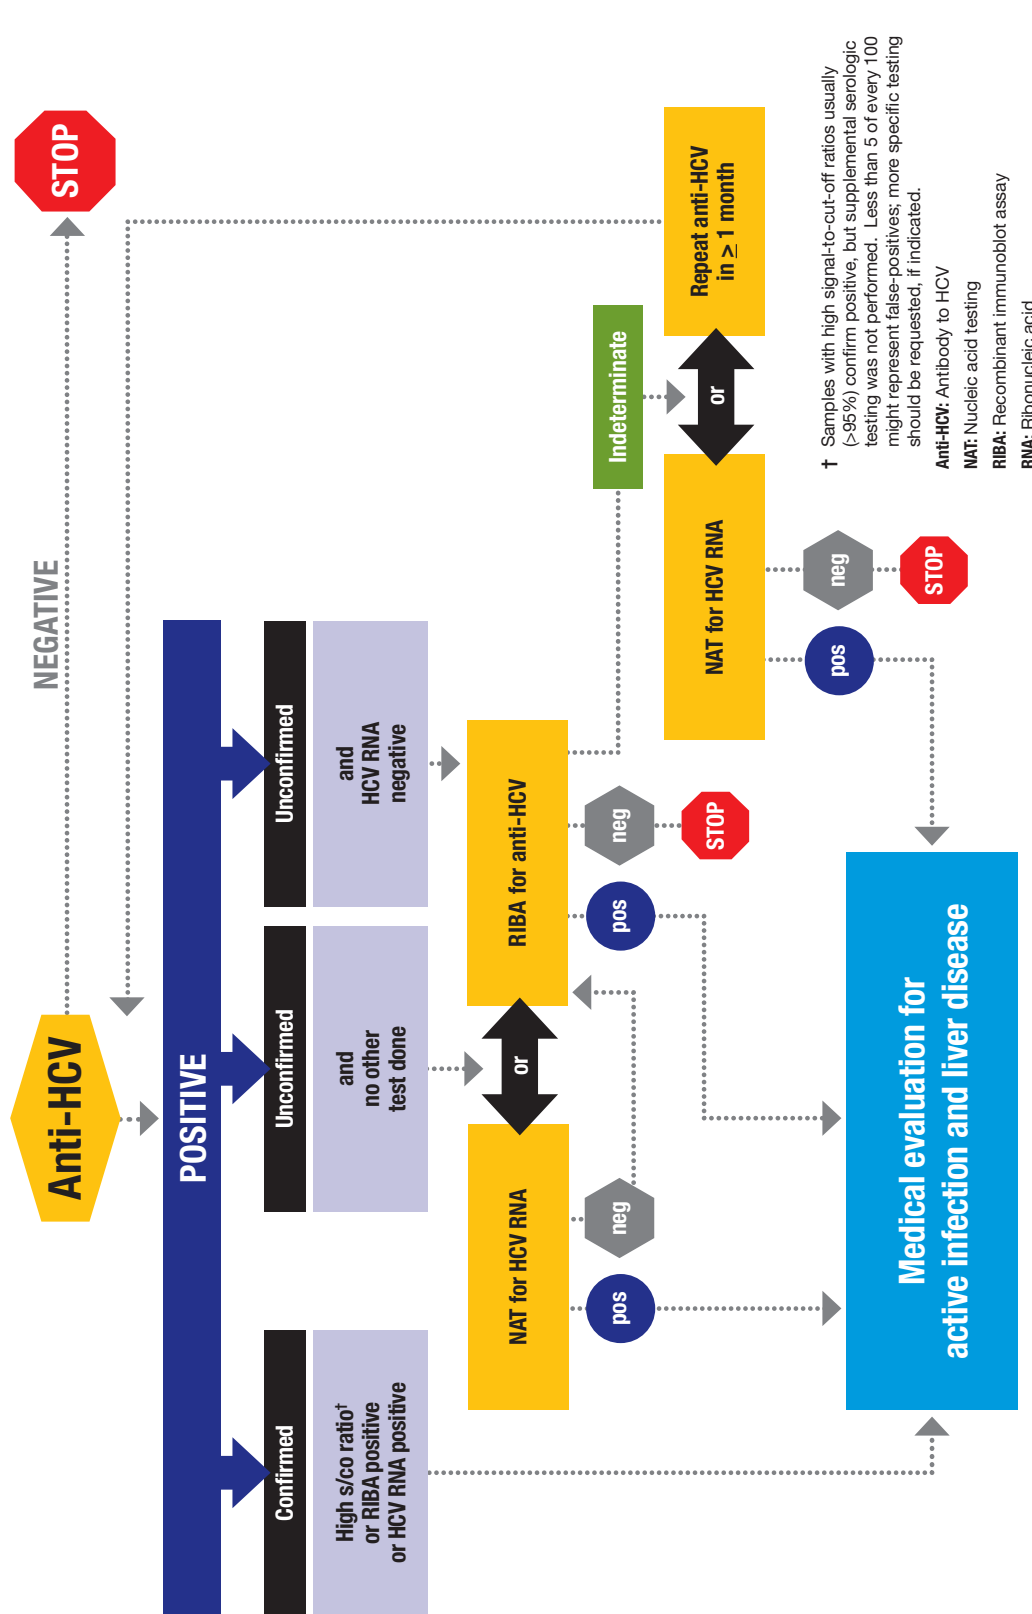 Anti-HCV
NEGATIVE
STOP
POSITIVE
Confirmed
High s/co ratio†
or RIBA positive
or HCV RNA positive
Unconfirmed
and
no other
test done
Unconfirmed
and
HCV RNA
negative
NAT for HCV RNA
or
RIBA for anti-HCV
pos
neg
pos
neg
STOP
Indeterminate
NAT for HCV RNA
or
Repeat anti-HCV
in ≥ 1 month
pos
neg
STOP
Medical evaluation for
active infection and liver disease
† Samples with high signal-to-cut-off ratios usually
(>95%) confirm positive, but supplemental serologic
testing was not performed. Less than 5 of every 100
might represent false-positives; more specific testing
should be requested, if indicated.
Anti-HCV: Antibody to HCV
NAT: Nucleic acid testing
RIBA: Recombinant immunoblot assay
RNA: Ribonucleic acid